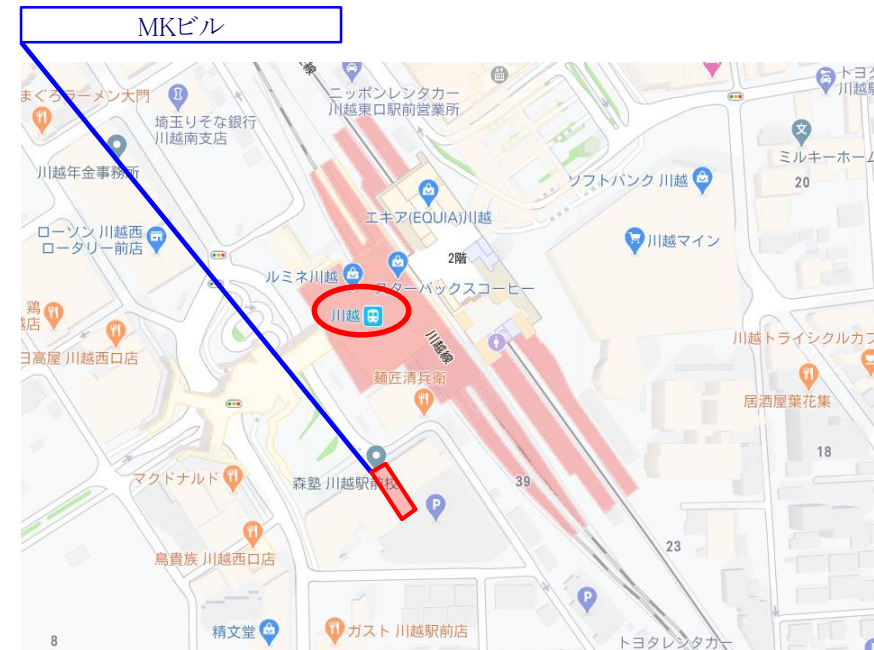 MKビル
線
ニッポンレンタカー
川越東口駅前営業所
まぐろラーメン大門
埼玉りそな銀行
川越南支店
川越年金事務所
ミルキーホーム
20
ソフトバンク 川越
エキア(EQUIA)川越
ローソン 川越西
ロータリー前店
川越マイン
2階
ルミネ川越
スターバックスコーヒー
鶏
川越
川越線
日高屋 川越西口店
川越トライシクルカフ
麺匠清兵衛
居酒屋葉花集
18
マクドナルド
森塾 川越駅前校
39
P
23
鳥貴族 川越西口店
P
精文堂
ガスト 川越駅前店
8
トヨタレンタカー